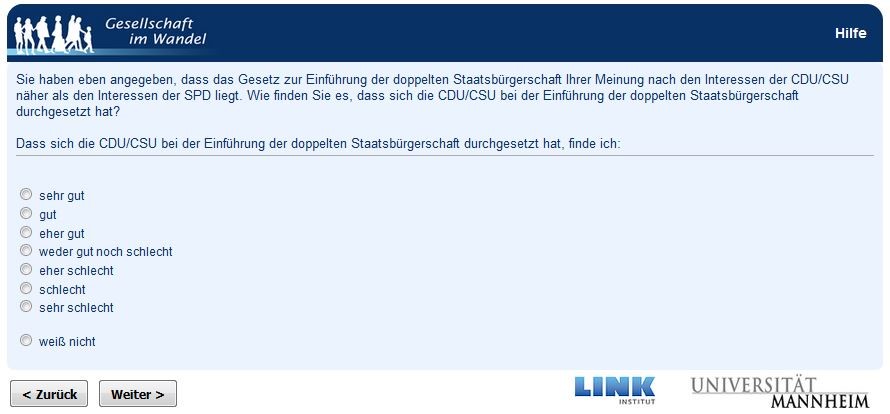 Gesellschaft
im Wandel
Hilfe
Sie haben eben angegeben, dass das Gesetz zur Einführung der doppelten Staatsbürgerschaft Ihrer Meinung nach den Interessen der CDU/CSU
näher als den Interessen der SPD liegt. Wie finden Sie es, dass sich die CDU/CSU bei der Einführung der doppelten Staatsbürgerschaft
durchgesetzt hat?
Dass sich die CDU/CSU bei der Einführung der doppelten Staatsbürgerschaft durchgesetzt hat, finde ich:
sehr gut
gut
eher gut
weder gut noch schlecht
eher schlecht
schlecht
sehr schlecht
weiß nicht
< Zurück
Weiter >
LINK
INSTITUT
UNIVERSITÄT
MANNHEIM